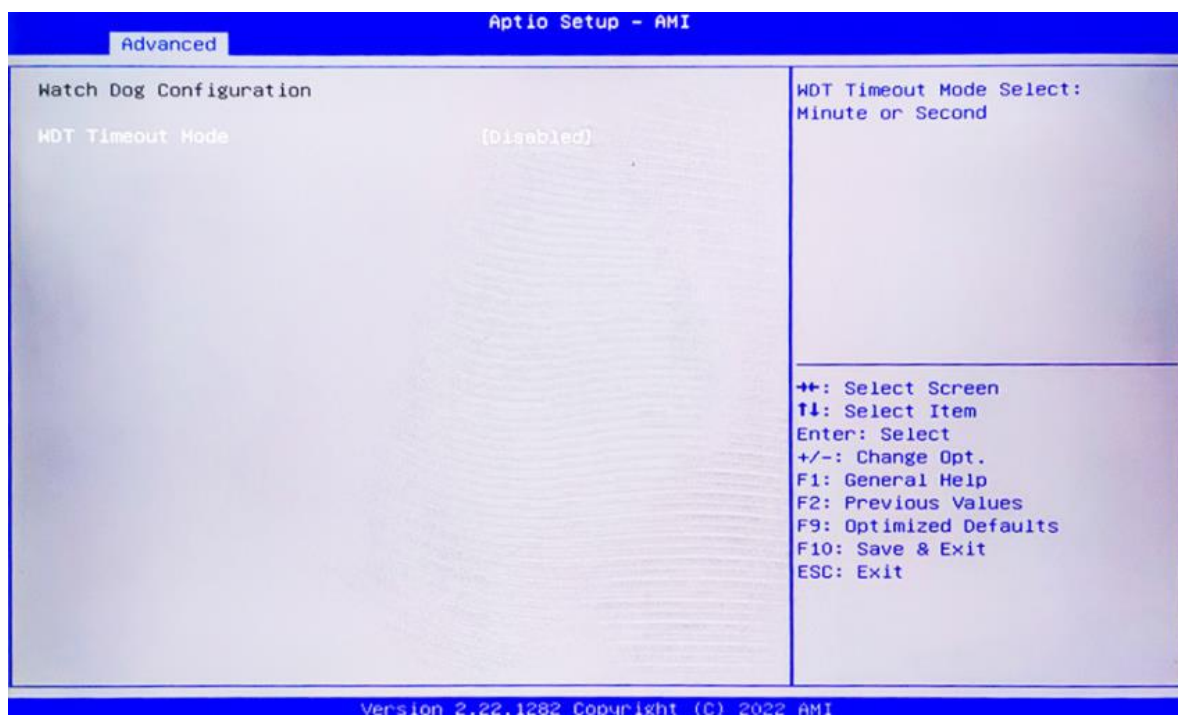 Aptio Setup - AMI
Advanced
Watch Dog Configuration
WDT Timeout Mode [Disabled]
WDT Timeout Mode Select:
Minute or Second
→←: Select Screen
↑↓: Select Item
Enter: Select
+/-: Change Opt.
F1: General Help
F2: Previous Values
F9: Optimized Defaults
F10: Save & Exit
ESC: Exit
Version 2.22.1282 Copyright (C) 2022 AMI